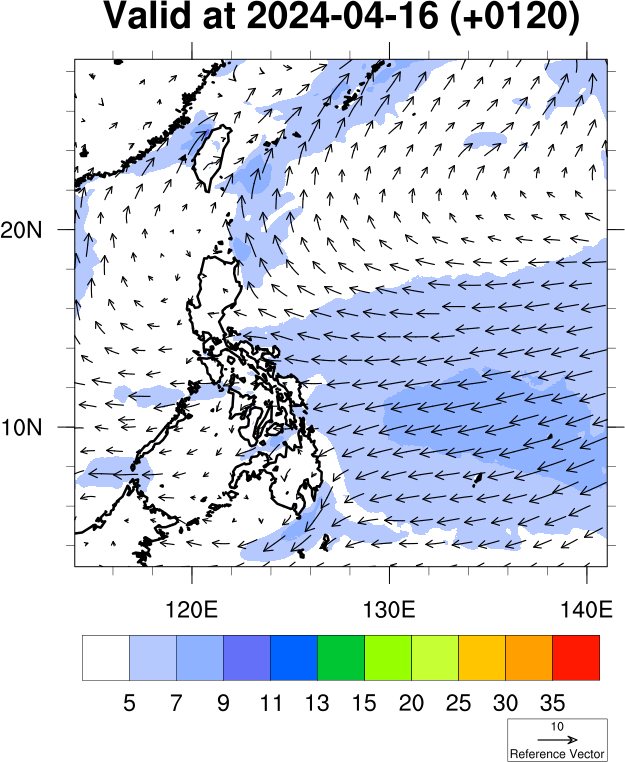 Valid at 2024-04-16 (+0120)
20N
10N
120E 130E 140E
5 7 9 11 13 15 20 25 30 35
10
Reference Vector